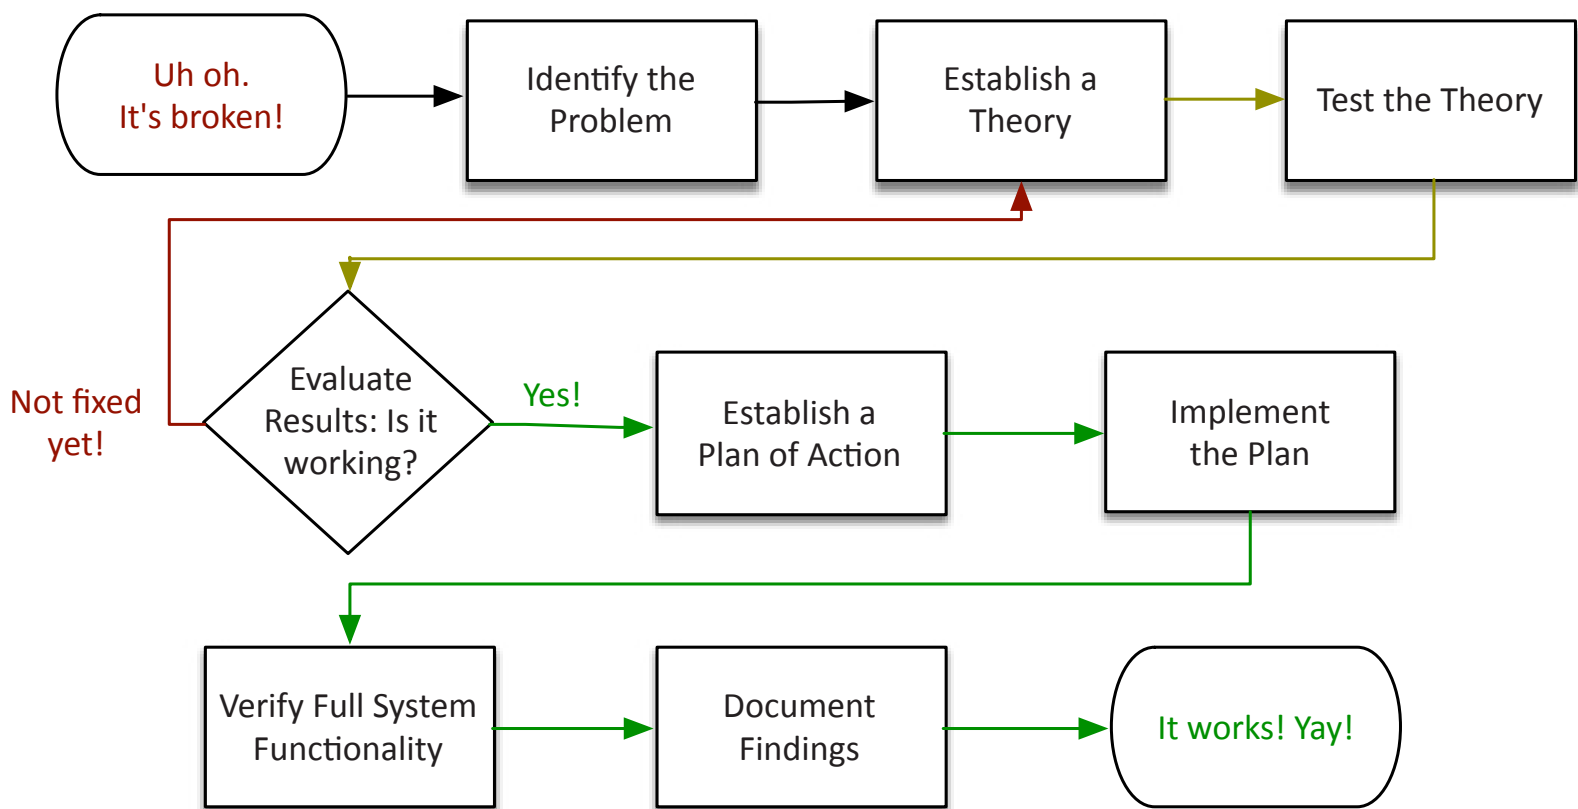 Uh oh.
It's broken!
Identify the
Problem
Establish a
Theory
Test the Theory
Not fixed
yet!
Evaluate
Results: Is it
working?
Yes!
Establish a
Plan of Action
Implement
the Plan
Verify Full System
Functionality
Document
Findings
It works! Yay!